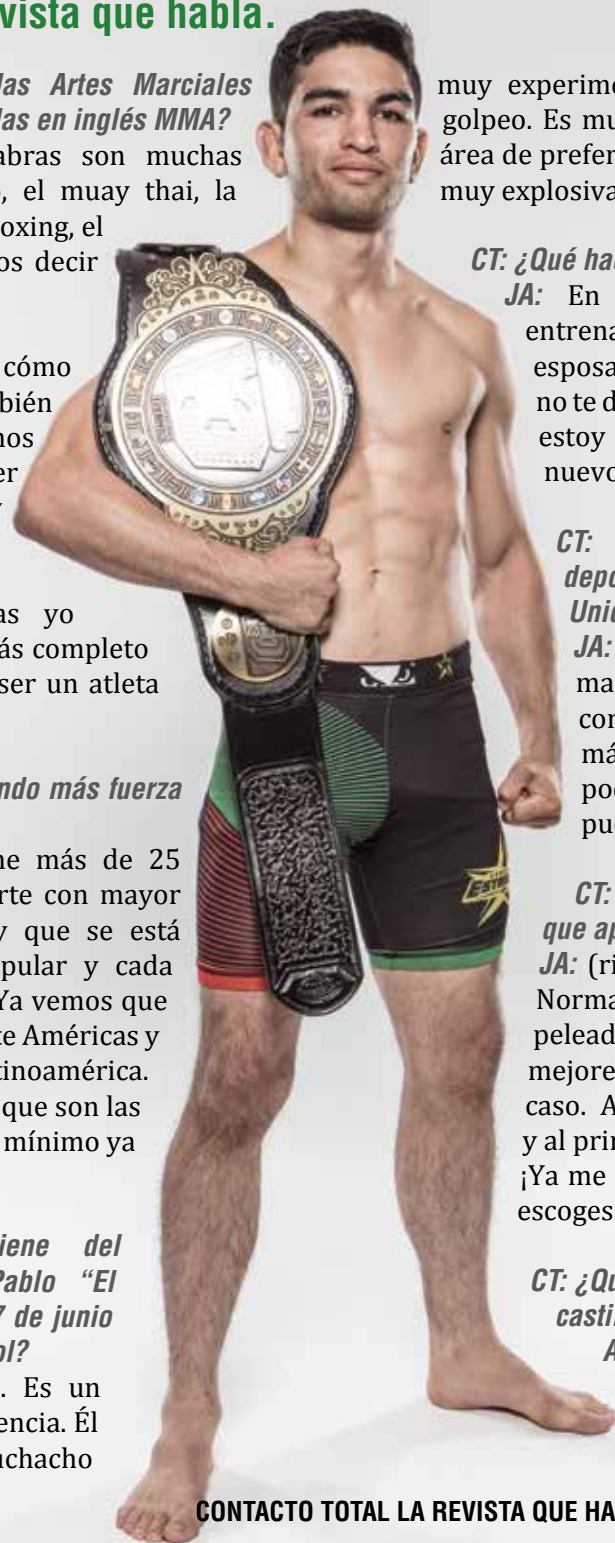 vista que habla.
las Artes Marciales
las en inglés MMA?
abras son muchas
, el muay thai, la
oxing, el
os decir
cómo
bién
nos
er
as yo
ás completo
ser un atleta
ndo más fuerza
ne más de 25
rte con mayor
y que se está
pular y cada
Ya vemos que
te Américas y
tinoamérica.
que son las
mínimo ya
iene del
Pablo “El
7 de junio
ol?
. Es un
encia. Él
uchacho
muy experime
golpeo. Es mu
área de prefer
muy explosiva
CT: ¿Qué hac
JA: En
entrena
esposa
no te d
estoy
nuevo
CT:
depo
Unid
JA:
ma
con
má
pod
pue
CT:
que ap
JA: (ri
Norma
pelead
mejore
caso. A
y al prin
¡Ya me
escoges
CT: ¿Qu
casti
A
CONTACTO TOTAL LA REVISTA QUE HA